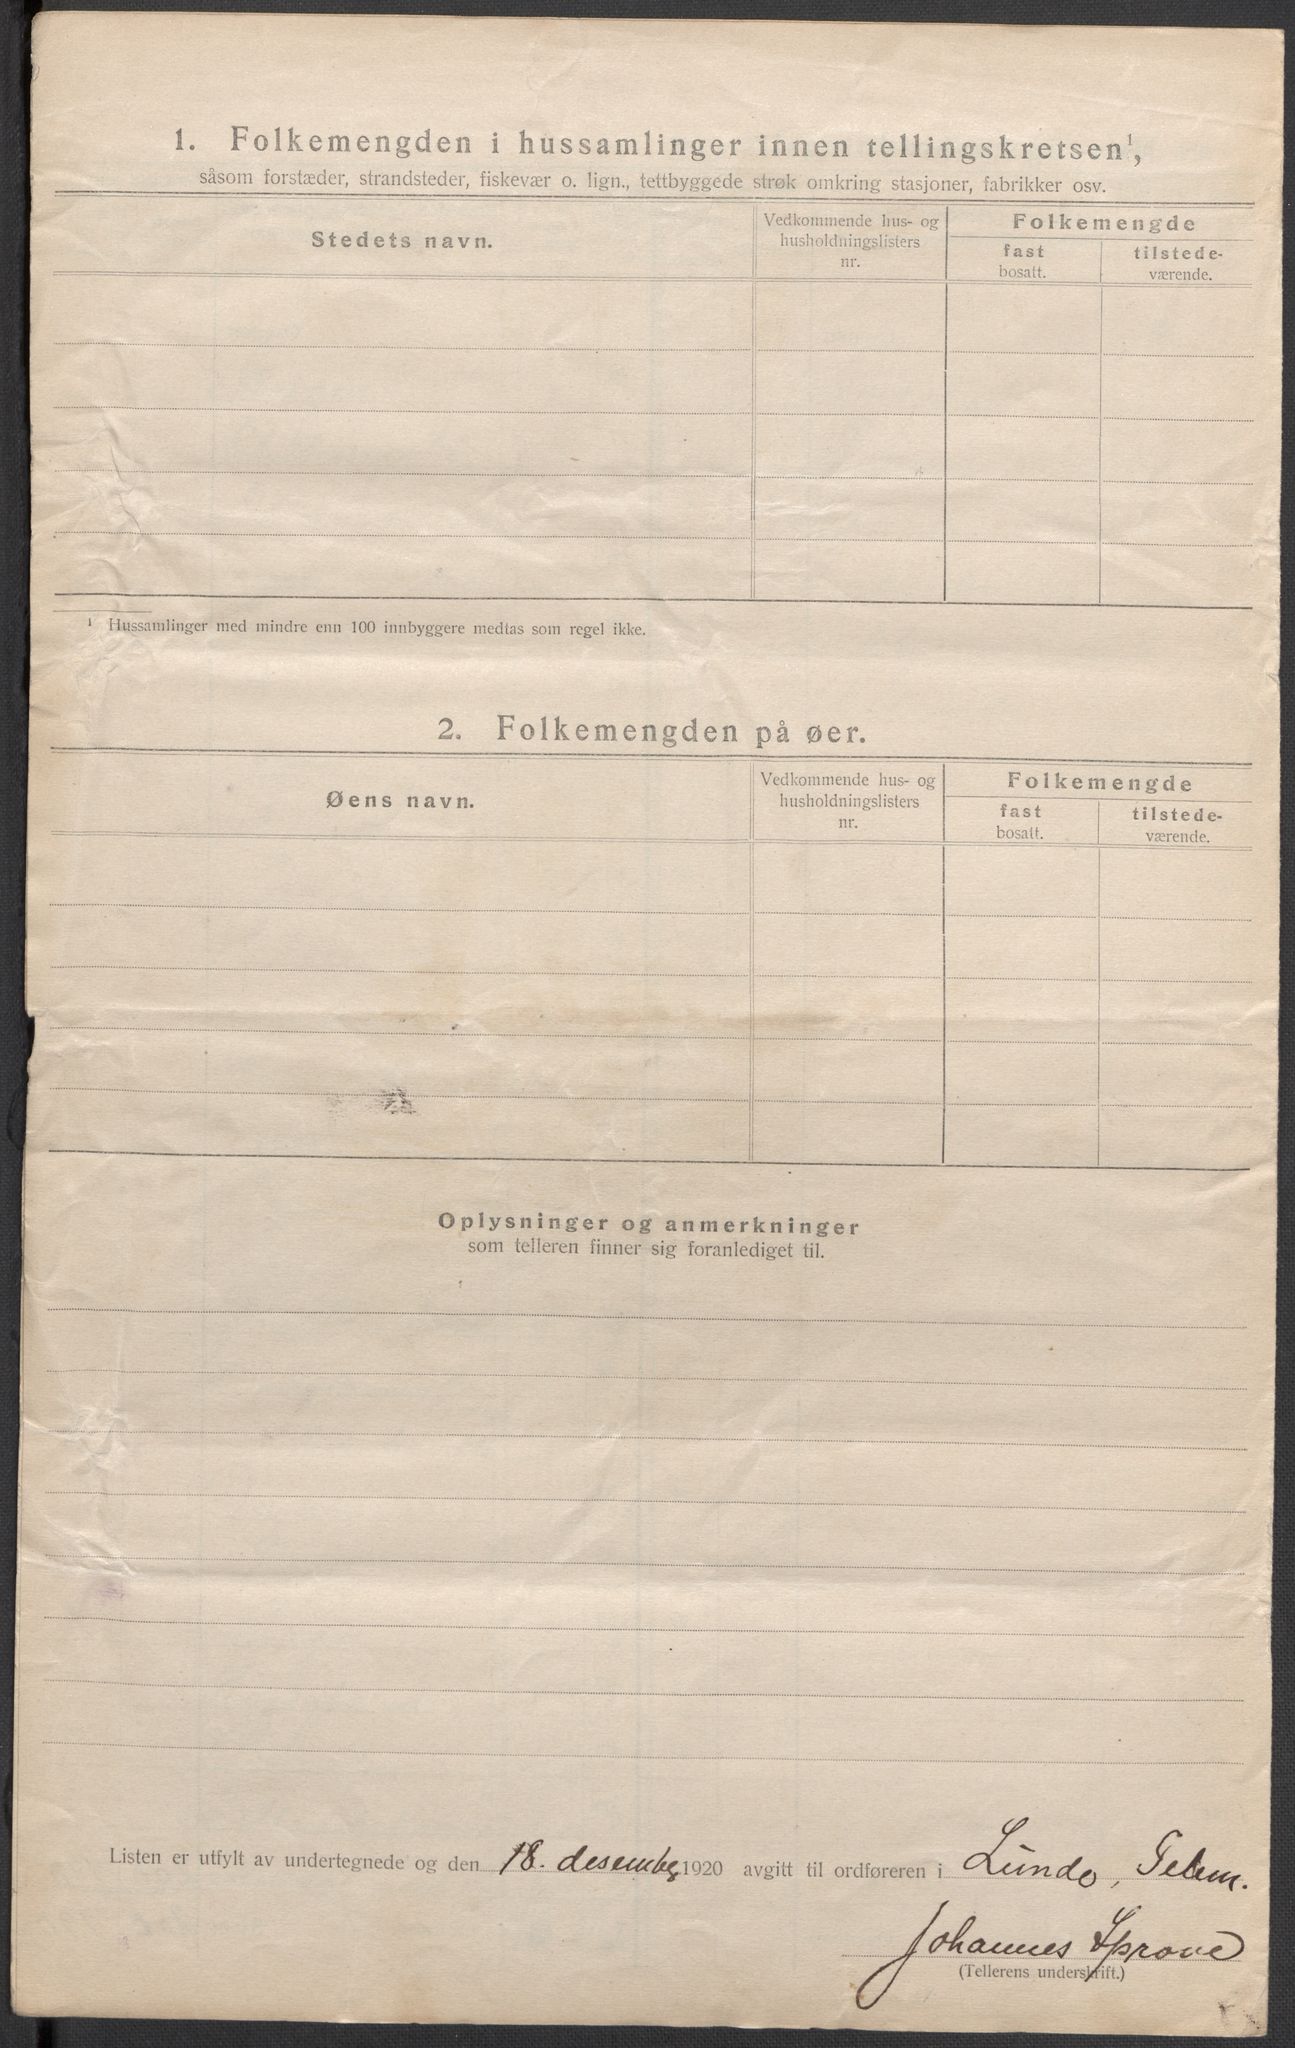 1. Folkemengden i hussamlinger innen tellingskretsen¹,
såsom forstæder, strandsteder, fiskevær o. lign., tettbyggede strøk omkring stasjoner, fabrikker osv.
Stedets navn.
Vedkommende hus- og
husholdningslisters
nr.
Folkemengde
fast
bosatt.
tilstede-
værende.
¹ Hussamlinger med mindre enn 100 innbyggere medtas som regel ikke.
2. Folkemengden på øer.
Øens navn.
Vedkommende hus- og
husholdningslisters
nr.
Folkemengde
fast
bosatt.
tilstede-
værende.
Oplysninger og anmerkninger
som telleren finner sig foranlediget til.
Listen er utfylt av undertegnede og den 18. desember 1920 avgitt til ordføreren i Lunde, Telem.
Johannes Sprove
(Tellerens underskrift.)